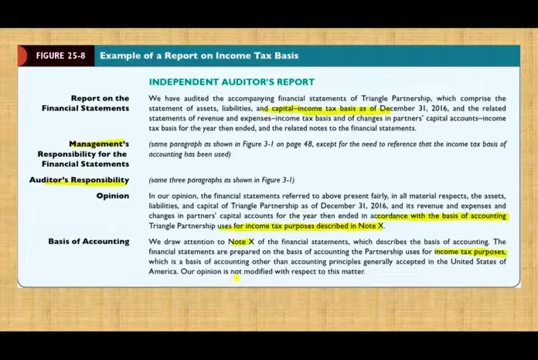 FIGURE 25-8 Example of a Report on Income Tax Basis
INDEPENDENT AUDITOR'S REPORT
Report on the Financial Statements
We have audited the accompanying financial statements of Triangle Partnership, which comprise the
statement of assets, liabilities, and capital–income tax basis as of December 31, 2016, and the related
statements of revenue and expenses–income tax basis and of changes in partners' capital accounts–income
tax basis for the year then ended, and the related notes to the financial statements.
Management's Responsibility for the Financial Statements
(same paragraph as shown in Figure 3-1 on page 48, except for the need to reference that the income tax basis
of accounting has been used)
Auditor's Responsibility
(same three paragraphs as shown in Figure 3-1)
Opinion
In our opinion, the financial statements referred to above present fairly, in all material respects, the assets,
liabilities, and capital of Triangle Partnership as of December 31, 2016, and its revenue and expenses and
changes in partners' capital accounts for the year then ended in accordance with the basis of accounting
Triangle Partnership uses for income tax purposes described in Note X.
Basis of Accounting
We draw attention to Note X of the financial statements, which describes the basis of accounting. The
financial statements are prepared on the basis of accounting the Partnership uses for income tax purposes,
which is a basis of accounting other than accounting principles generally accepted in the United States of
America. Our opinion is not modified with respect to this matter.